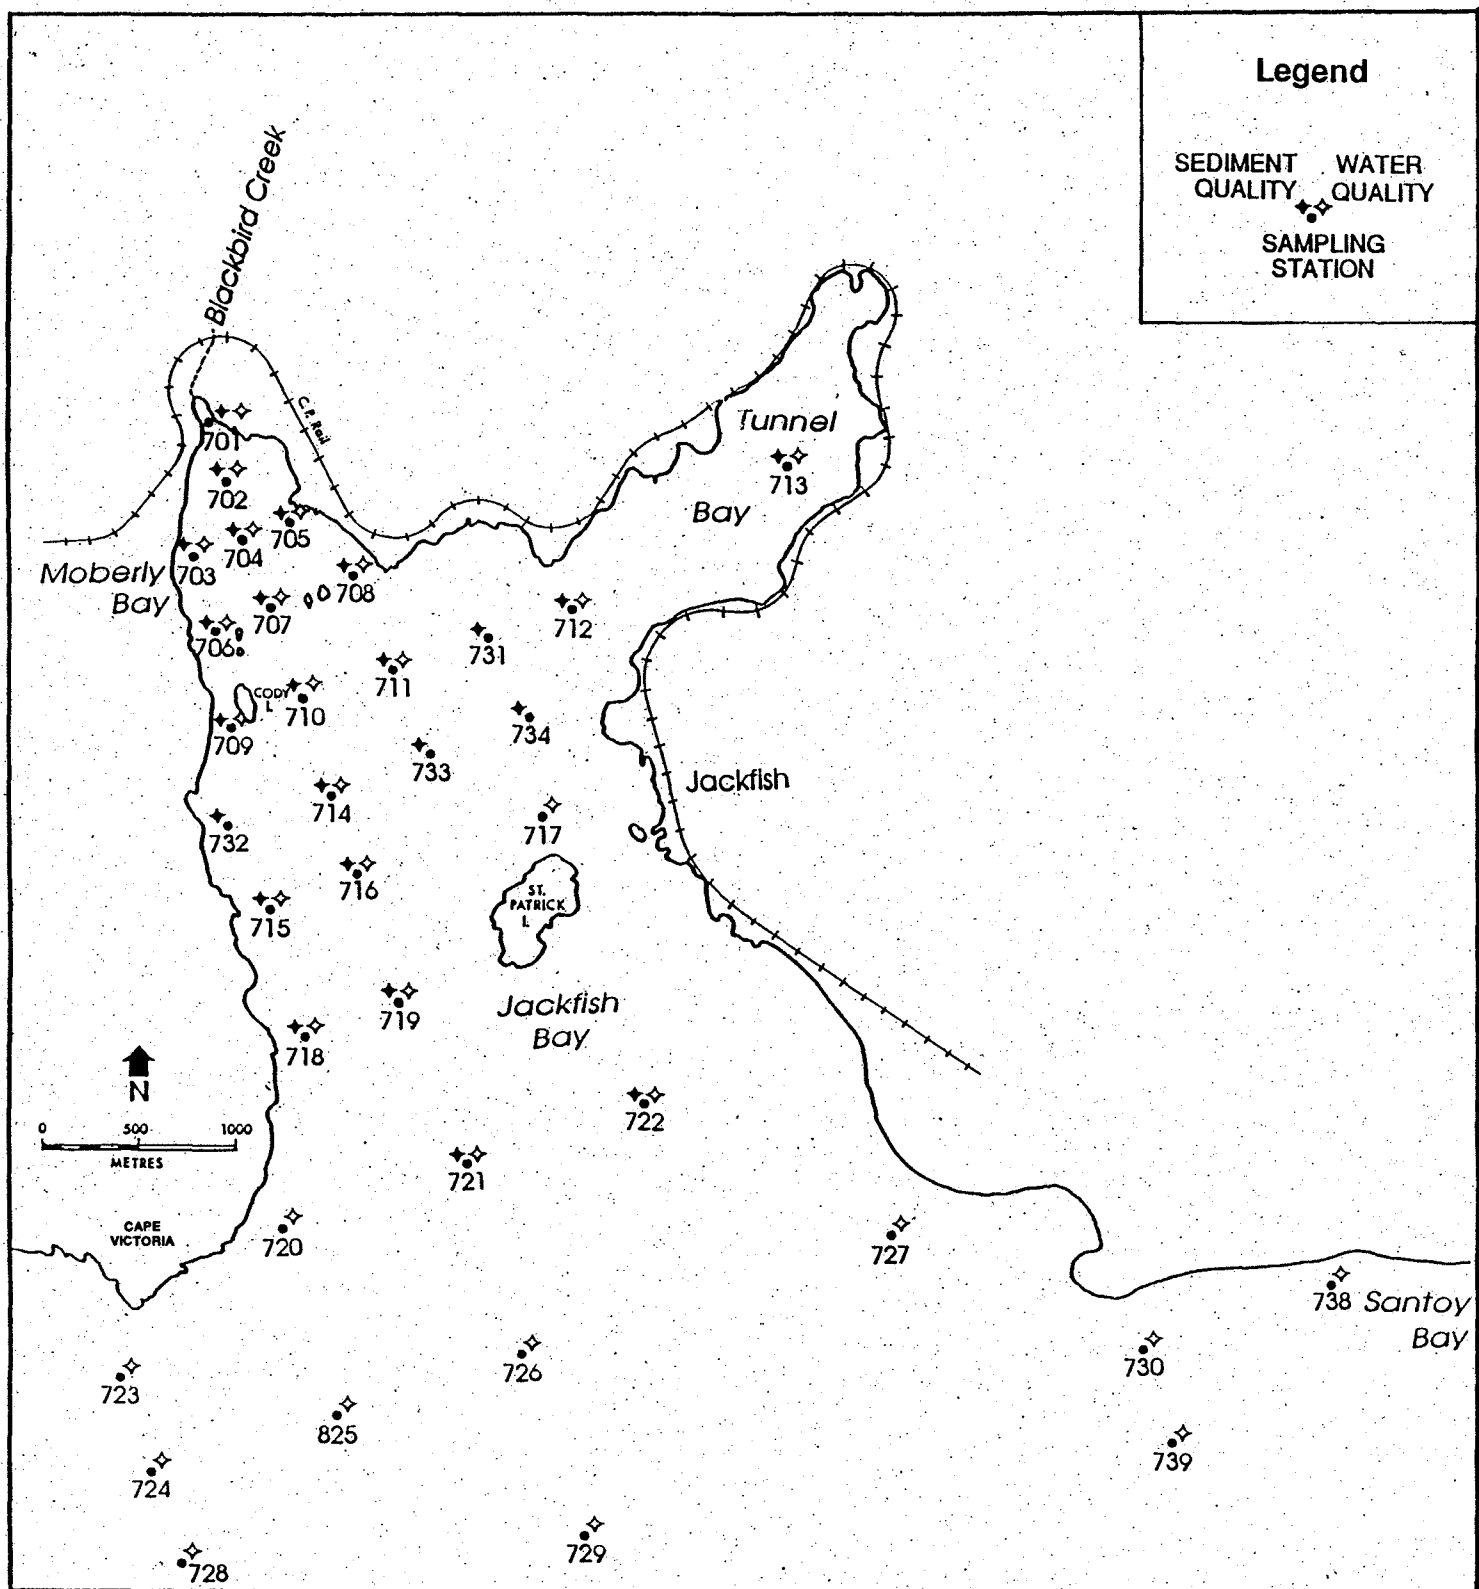 Legend
SEDIMENT QUALITY
WATER QUALITY
SAMPLING
STATION
Blackbird Creek
C.P. Rail
701
Tunnel
Bay
713
702
705
704
703
Moberly
Bay
708
707
712
706
731
711
CODY
I.
710
734
709
733
Jackfish
714
717
732
716
ST.
PATRICK
I.
715
Jackfish
Bay
719
718
N
722
0 500 1000
METRES
721
CAPE
VICTORIA
720
727
738
Santoy
Bay
726
730
723
825
739
724
729
728